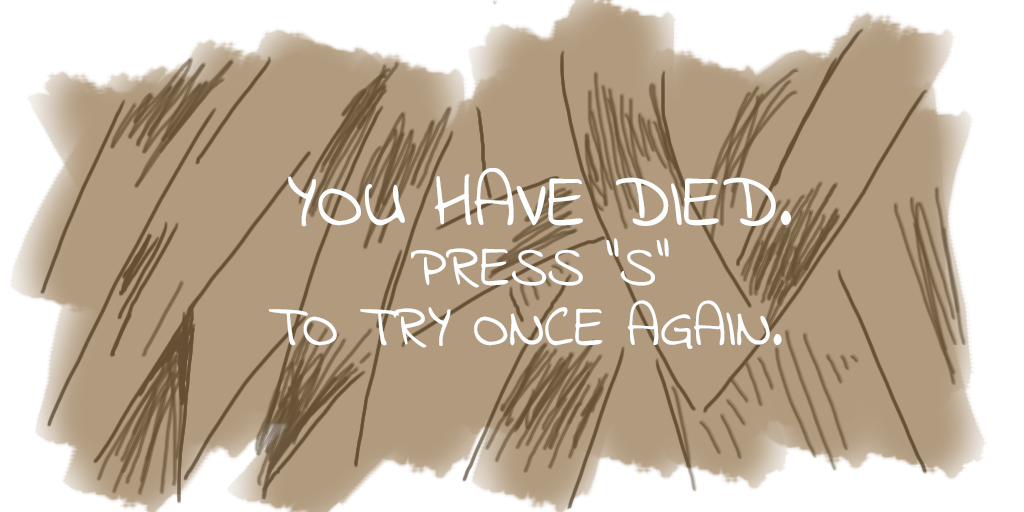 YOU HAVE DIED.
PRESS "S"
TO TRY ONCE AGAIN.